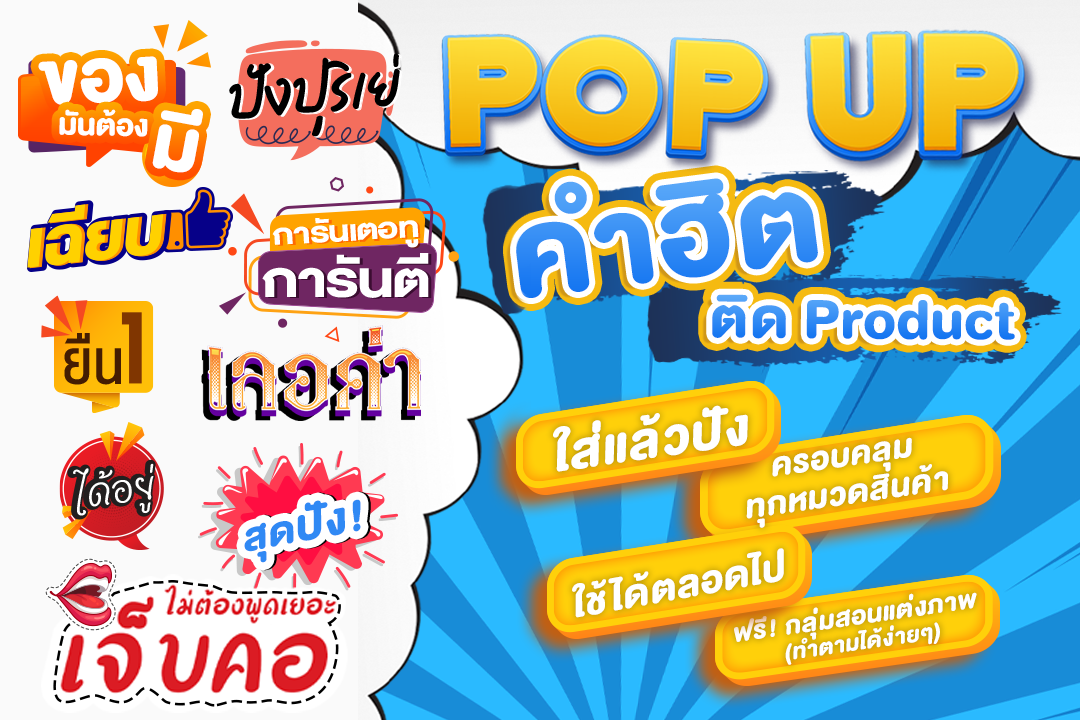 ของ
มันต้อง
มี
ปังปุริเย่
เฉียบ!
การันเตอทู
การันตี
ยืน1
เลอค่า
ได้อยู่
สุดปัง!
ไม่ต้องพูดเยอะ
เจ็บคอ
POP UP
คำฮิต
ติด Product
ใส่แล้วปัง
ครอบคลุม
ทุกหมวดสินค้า
ใช้ได้ตลอดไป
ฟรี! กลุ่มสอนแต่งภาพ
(ทำตามได้ง่ายๆ)